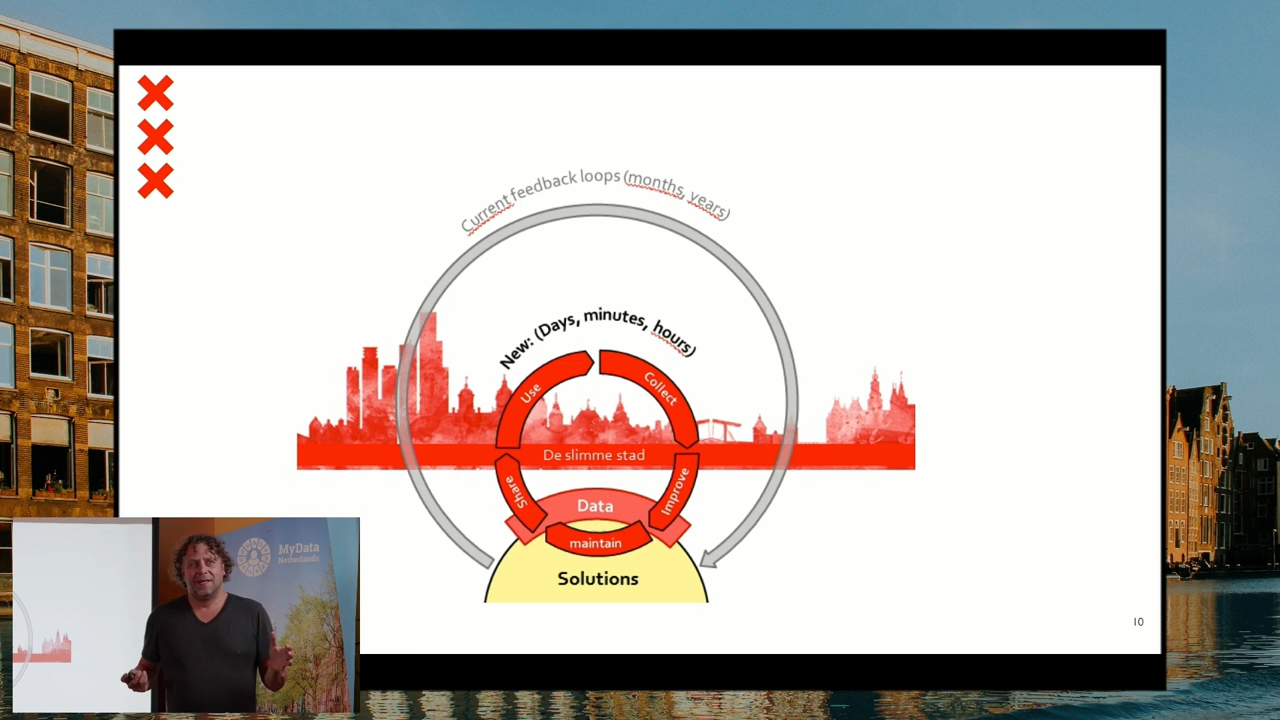 Current feedback loops (months, years)
New: (Days, minutes, hours)
Use
Collect
De slimme stad
Share
Improve
Data
maintain
Solutions
MyData
Netherlands
10